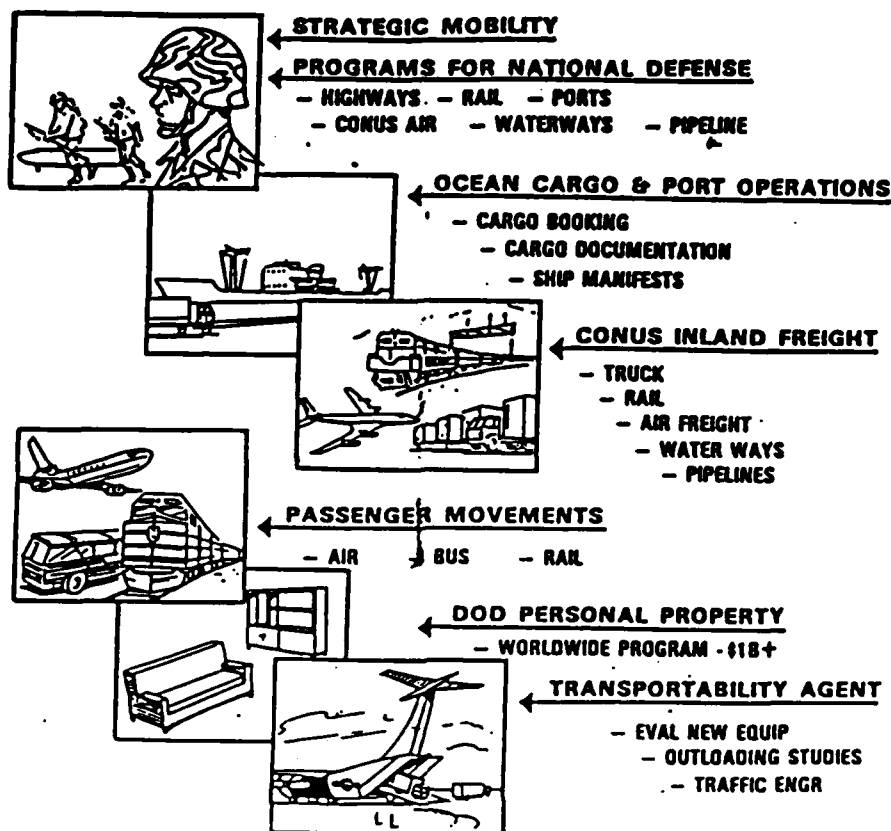 STRATEGIC MOBILITY
PROGRAMS FOR NATIONAL DEFENSE
– HIGHWAYS – RAIL – PORTS
– CONUS AIR – WATERWAYS – PIPELINE
OCEAN CARGO & PORT OPERATIONS
– CARGO BOOKING
– CARGO DOCUMENTATION
– SHIP MANIFESTS
CONUS INLAND FREIGHT
– TRUCK
– RAIL
– AIR FREIGHT
– WATER WAYS
– PIPELINES
PASSENGER MOVEMENTS
– AIR BUS – RAIL
DOD PERSONAL PROPERTY
– WORLDWIDE PROGRAM - $1B+
TRANSPORTABILITY AGENT
– EVAL NEW EQUIP
– OUTLOADING STUDIES
– TRAFFIC ENGR